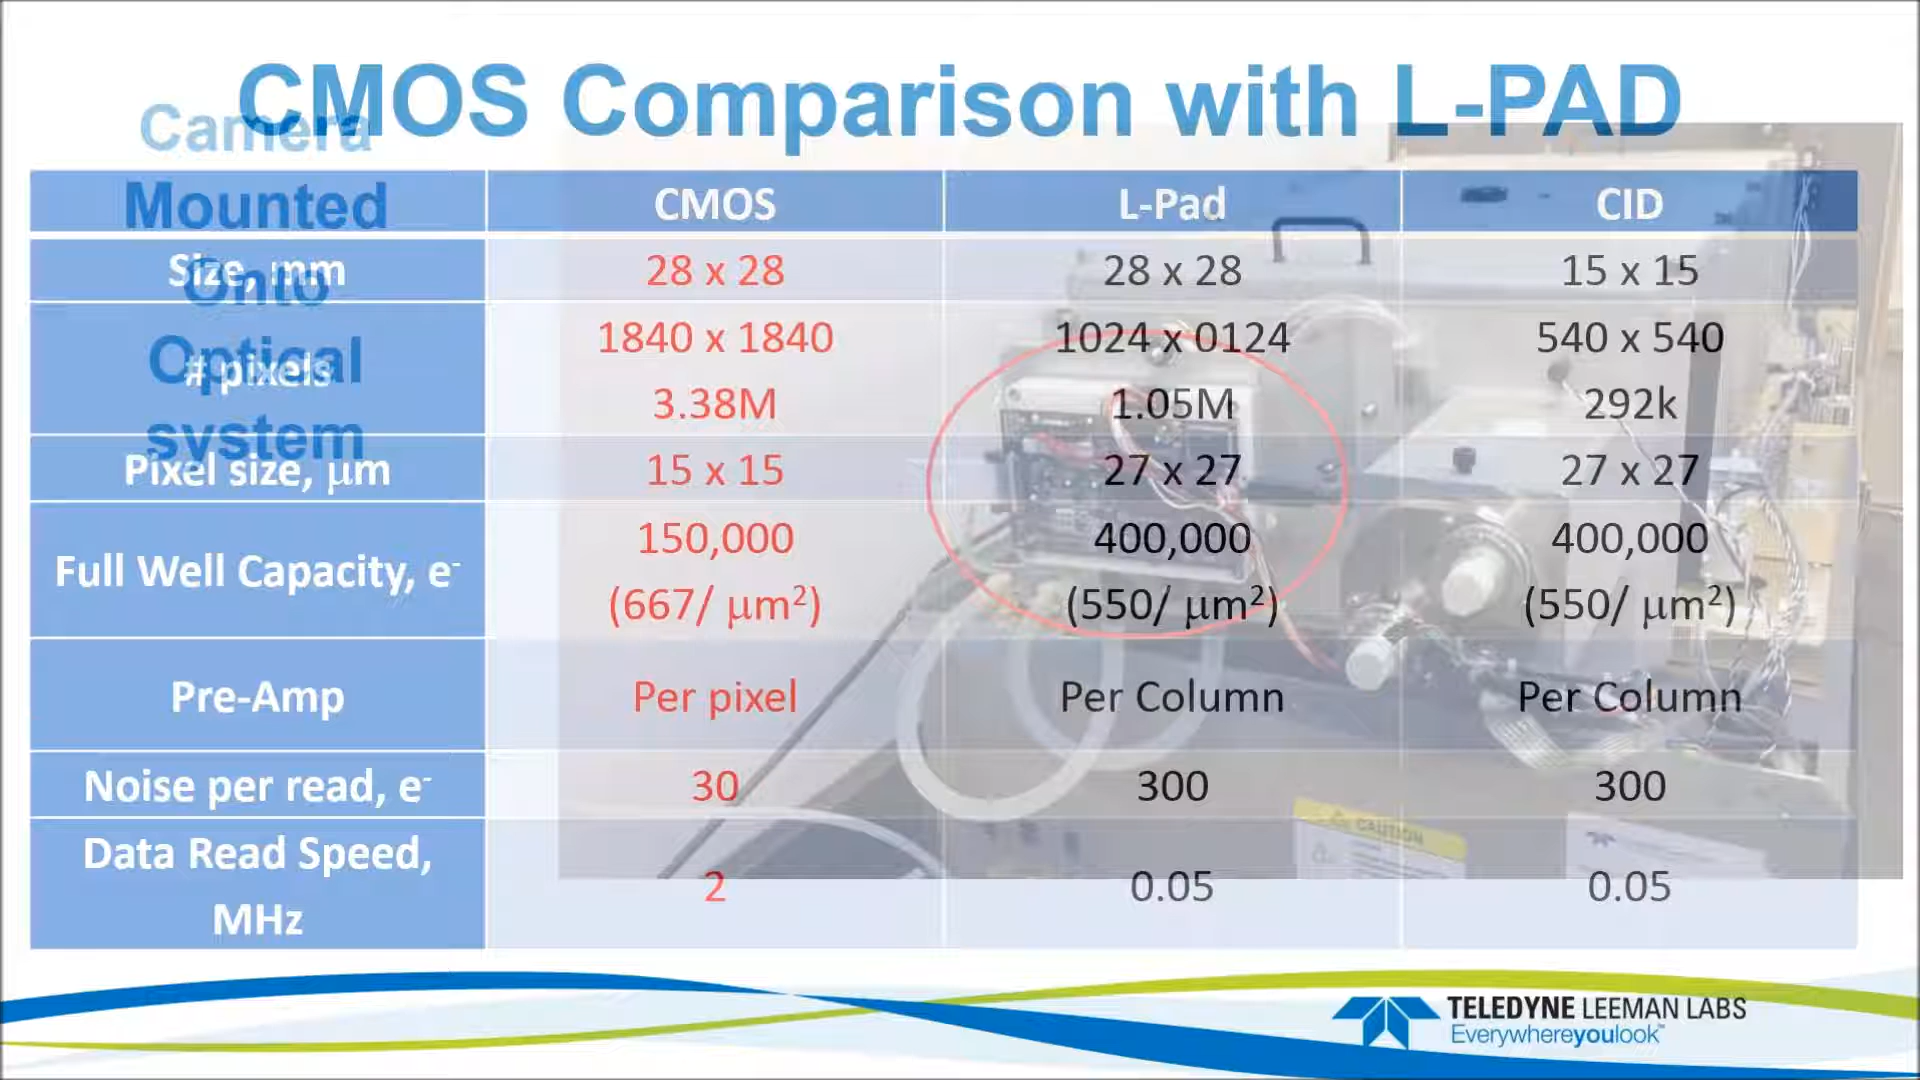 CMOS Comparison with L-PAD
Camera
Mounted
Onto
Optical
system
CMOS L-Pad CID
Size, mm 28 x 28 28 x 28 15 x 15
# pixels 1840 x 1840 1024 x 0124 540 x 540
3.38M 1.05M 292k
Pixel size, μm 15 x 15 27 x 27 27 x 27
Full Well Capacity, e⁻ 150,000 400,000 400,000
(667/ μm²) (550/ μm²) (550/ μm²)
Pre-Amp Per pixel Per Column Per Column
Noise per read, e⁻ 30 300 300
Data Read Speed,
MHz 2 0.05 0.05
CAUTION
TELEDYNE LEEMAN LABS
Everywhereyoulook™